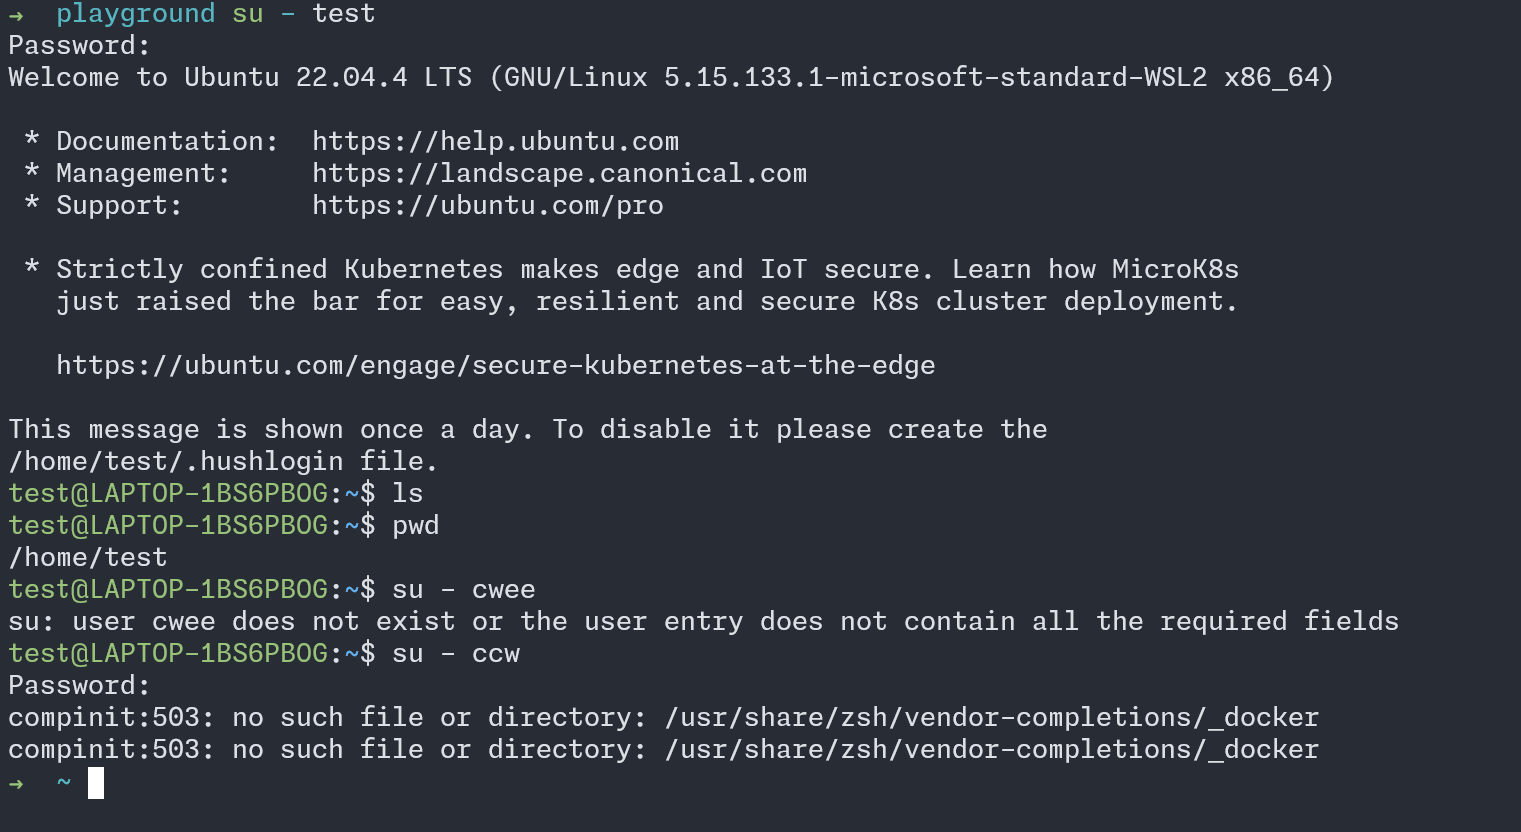 →  playground su - test
Password:
Welcome to Ubuntu 22.04.4 LTS (GNU/Linux 5.15.133.1-microsoft-standard-WSL2 x86_64)

 * Documentation:  https://help.ubuntu.com
 * Management:     https://landscape.canonical.com
 * Support:        https://ubuntu.com/pro

 * Strictly confined Kubernetes makes edge and IoT secure. Learn how MicroK8s
   just raised the bar for easy, resilient and secure K8s cluster deployment.

   https://ubuntu.com/engage/secure-kubernetes-at-the-edge

This message is shown once a day. To disable it please create the
/home/test/.hushlogin file.
test@LAPTOP-1BS6PBOG:~$ ls
test@LAPTOP-1BS6PBOG:~$ pwd
/home/test
test@LAPTOP-1BS6PBOG:~$ su - cwee
su: user cwee does not exist or the user entry does not contain all the required fields
test@LAPTOP-1BS6PBOG:~$ su - ccw
Password:
compinit:503: no such file or directory: /usr/share/zsh/vendor-completions/_docker
compinit:503: no such file or directory: /usr/share/zsh/vendor-completions/_docker
→  ~